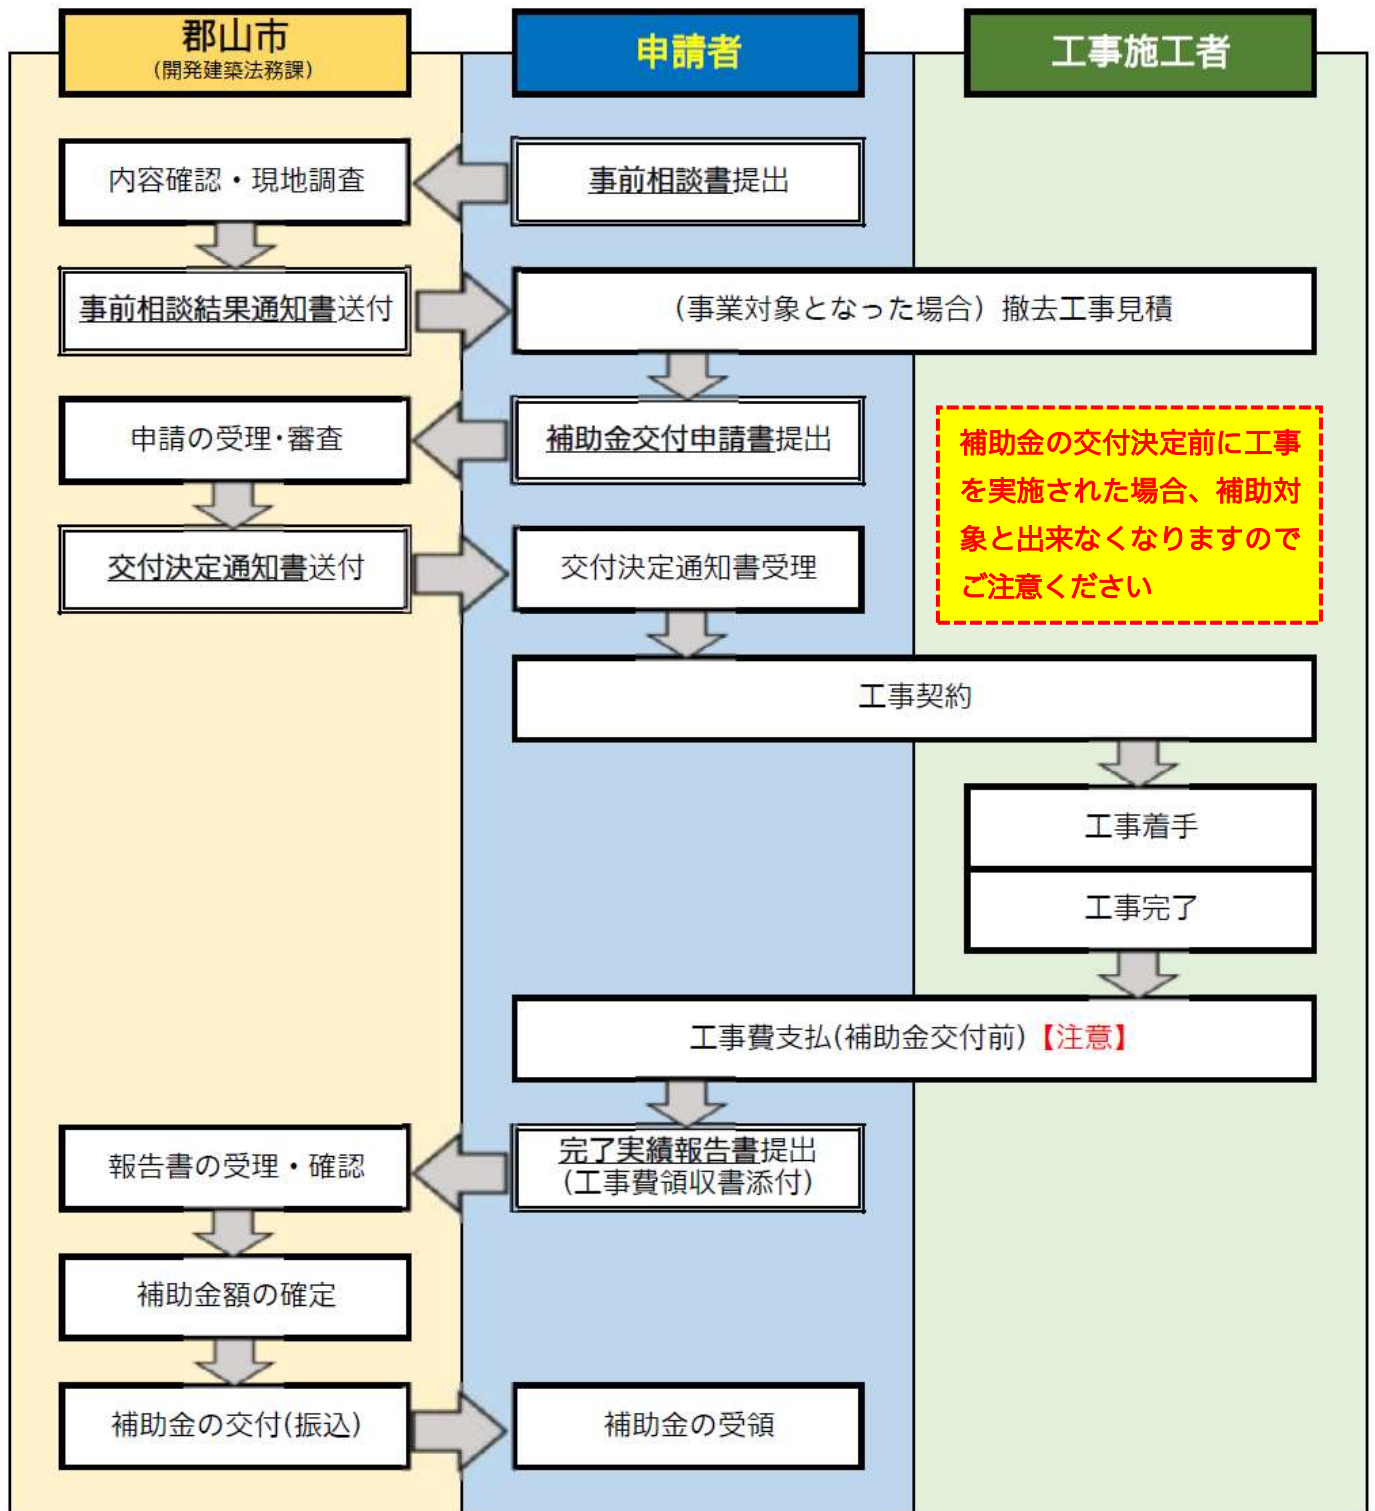 郡山市
(開発建築法務課)
申請者
工事施工者
事前相談書提出
内容確認・現地調査
事前相談結果通知書送付
(事業対象となった場合) 撤去工事見積
補助金交付申請書提出
申請の受理・審査
補助金の交付決定前に工事
を実施された場合、補助対
象と出来なくなりますので
ご注意ください
交付決定通知書送付
交付決定通知書受理
工事契約
工事着手
工事完了
工事費支払(補助金交付前)【注意】
完了実績報告書提出
(工事費領収書添付)
報告書の受理・確認
補助金額の確定
補助金の交付(振込)
補助金の受領